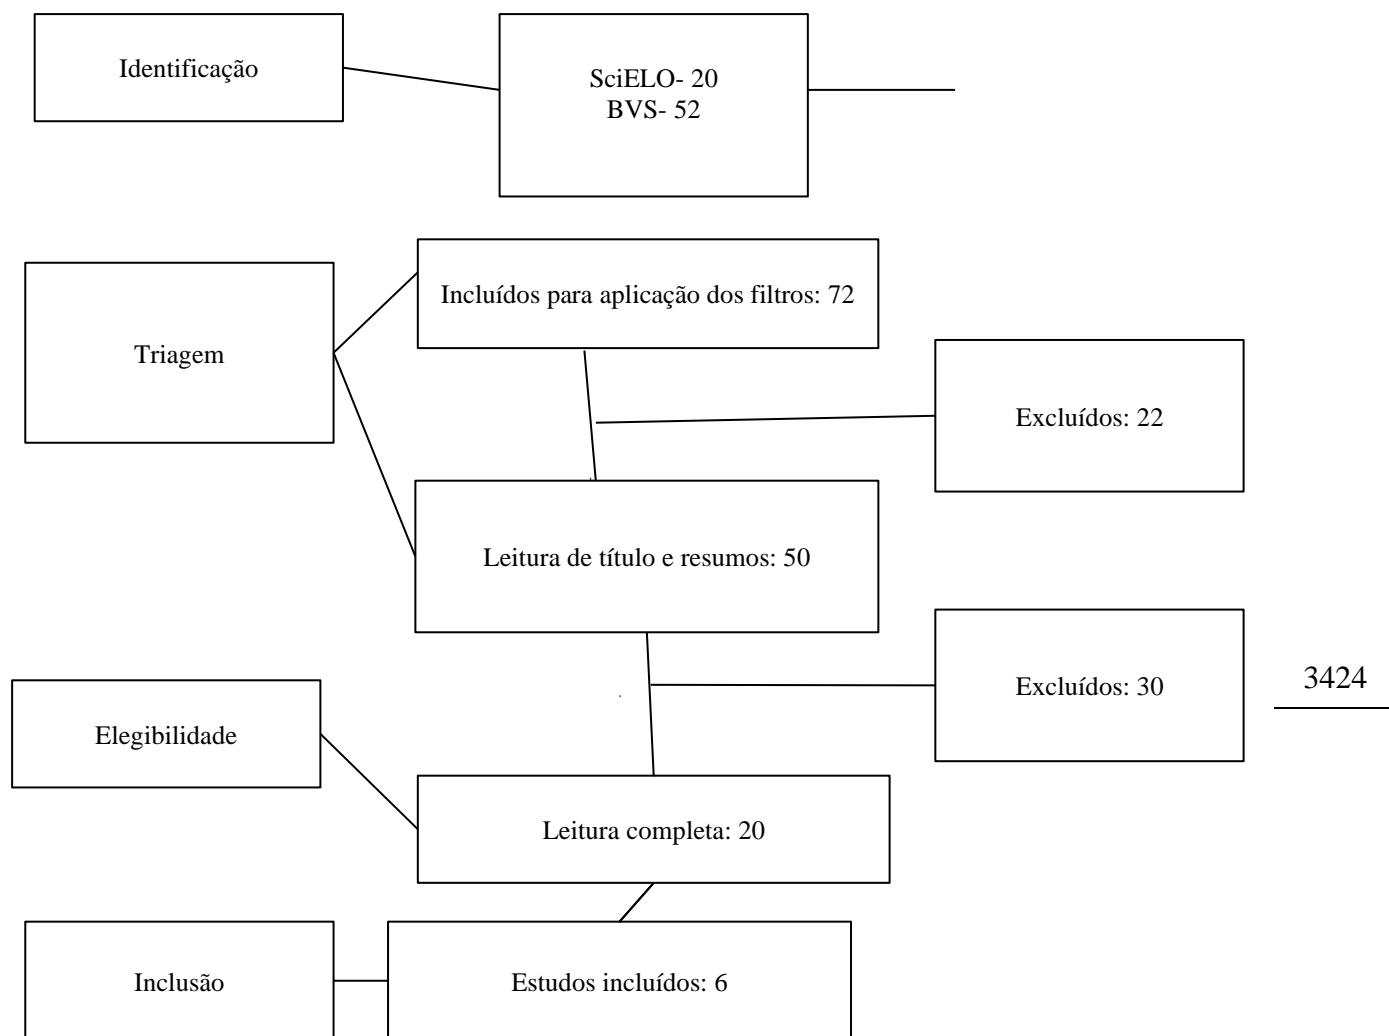 Identificação
SciELO- 20
BVS- 52
Incluídos para aplicação dos filtros: 72
Triagem
Excluídos: 22
Leitura de título e resumos: 50
Excluídos: 30
3424
Elegibilidade
Leitura completa: 20
Inclusão
Estudos incluídos: 6